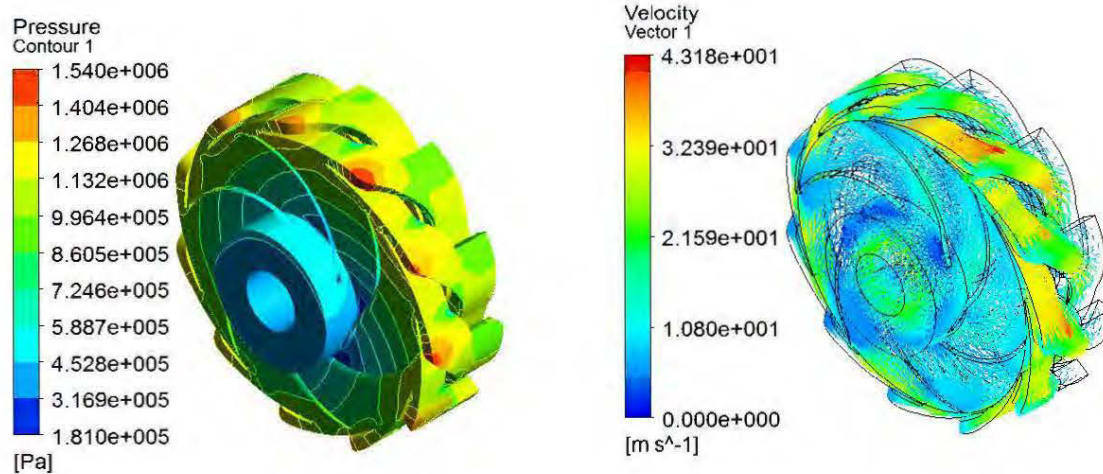 Pressure
Contour 1
1.540e+006
1.404e+006
1.268e+006
1.132e+006
9.964e+005
8.605e+005
7.246e+005
5.887e+005
4.528e+005
3.169e+005
1.810e+005
[Pa]
Velocity
Vector 1
4.318e+001
3.239e+001
2.159e+001
1.080e+001
0.000e+000
[m s^-1]